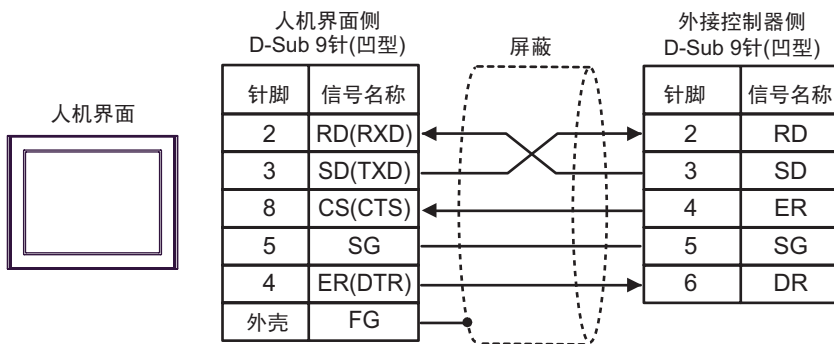 人机界面侧
D-Sub 9针(凹型)
屏蔽
外接控制器侧
D-Sub 9针(凹型)
人机界面
针脚 信号名称 针脚 信号名称
2 RD(RXD) 2 RD
3 SD(TXD) 3 SD
8 CS(CTS) 4 ER
5 SG 5 SG
4 ER(DTR) 6 DR
外壳 FG